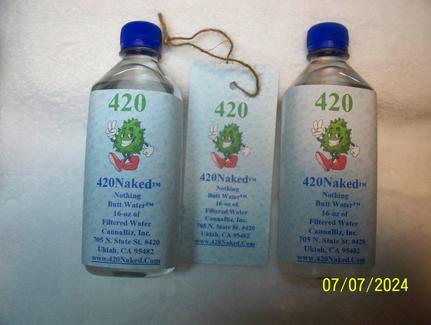 420
420Naked™
Nothing
Butt Water™
16-oz of
Filtered Water
CannaBiz, Inc.
705 N. State St. #420
Ukiah, CA 95482
www.420Naked.Com
420
420Naked™
Nothing
Butt Water™
16-oz of
Filtered Water
CannaBiz, Inc.
705 N. State St. #420
Ukiah, CA 95482
www.420Naked.Com
420
420Naked™
Nothing
Butt Water™
16-oz of
Filtered Water
CannaBiz, Inc.
705 N. State St. #420
Ukiah, CA 95482
www.420Naked.Com
07/07/2024